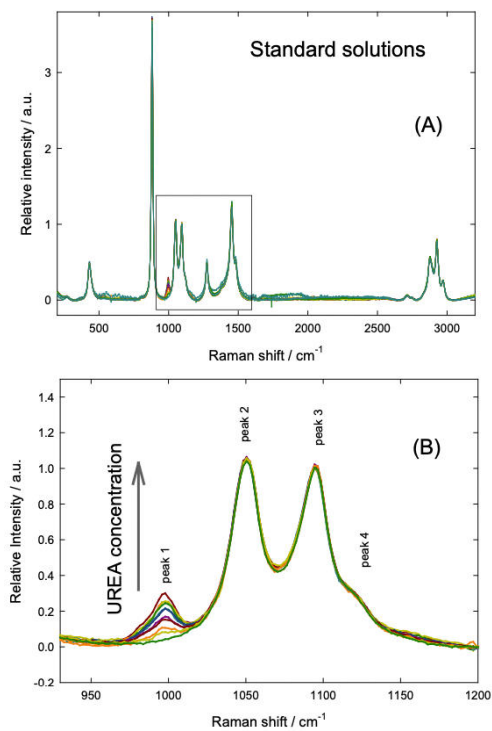 Standard solutions
(A)
Relative intensity / a.u.
3
2
1
0
500 1000 1500 2000 2500 3000
Raman shift / cm-1
(B)
Relative Intensity / a.u.
1.4
1.2
1.0
0.8
0.6
0.4
0.2
0.0
-0.2
UREA concentration
peak 1
peak 2
peak 3
peak 4
950 1000 1050 1100 1150 1200
Raman shift / cm-1